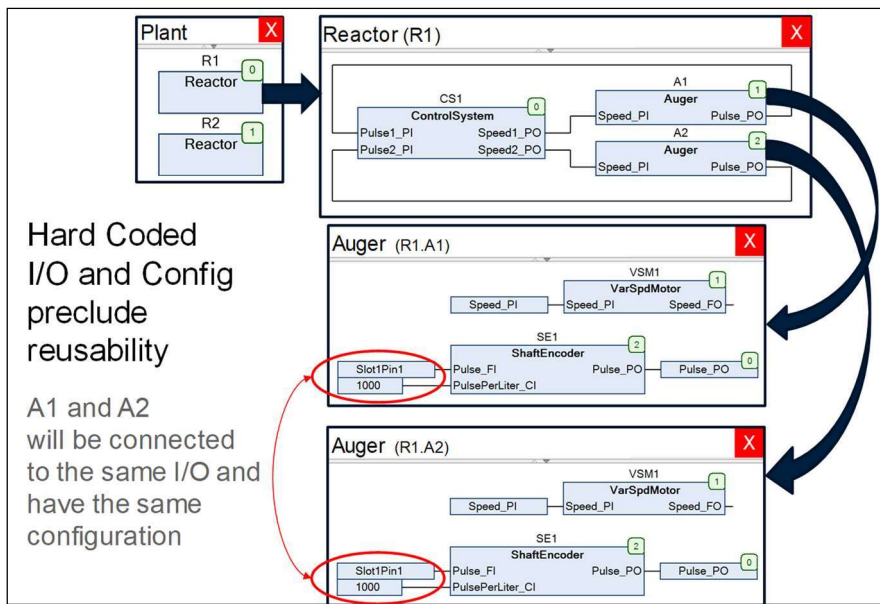 Plant
X
R1
0
Reactor
R2
1
Reactor
Reactor (R1)
X
CS1
0
ControlSystem
Pulse1_PI Speed1_PO
Pulse2_PI Speed2_PO
A1
1
Auger
Speed_PI Pulse_PO
A2
2
Auger
Speed_PI Pulse_PO
Hard Coded
I/O and Config
preclude
reusability
A1 and A2
will be connected
to the same I/O and
have the same
configuration
Auger (R1.A1)
X
VSM1
1
VarSpdMotor
Speed_PI Speed_PI Speed_FO
SE1
2
ShaftEncoder
0
Slot1Pin1 Pulse_FI Pulse_PO Pulse_PO
1000 PulsePerLiter_CI
Auger (R1.A2)
X
VSM1
1
VarSpdMotor
Speed_PI Speed_PI Speed_FO
SE1
2
ShaftEncoder
0
Slot1Pin1 Pulse_FI Pulse_PO Pulse_PO
1000 PulsePerLiter_CI